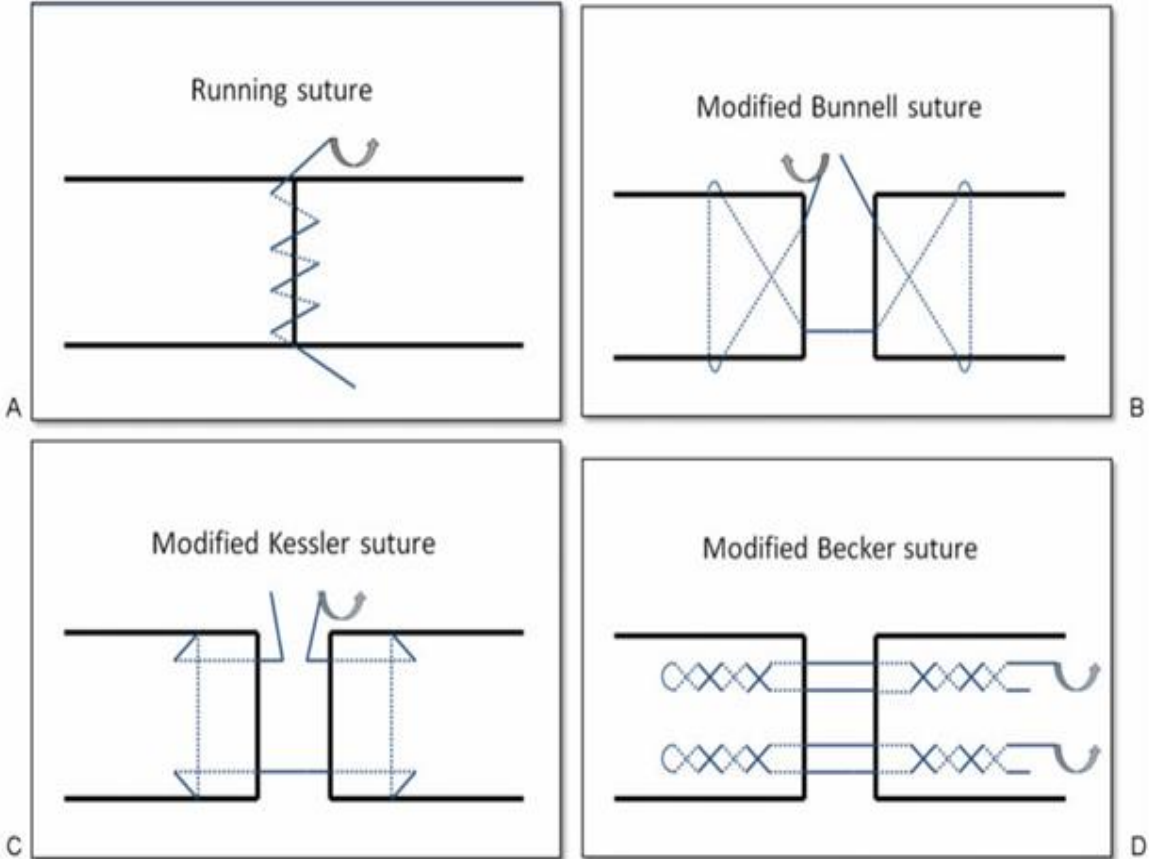 Running suture
Modified Bunnell suture
A
B
Modified Kessler suture
Modified Becker suture
C
D